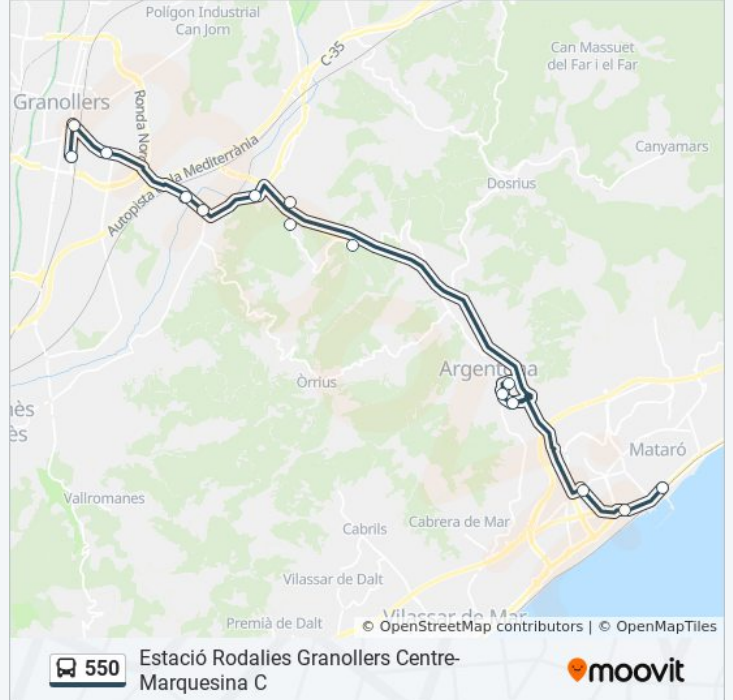 Polígon Industrial
Can Jorn
C-35
Can Massuet
del Far i el Far
Granollers
Ronda Nord
Autopista de la Mediterrània
Canyamars
Dosrius
Argentona
Òrrius
ès
ès
Mataró
Vallromanes
Cabrera de Mar
Cabrils
Vilassar de Dalt
Vilassar de Mar
Premià de Dalt
© OpenStreetMap contributors | © OpenMapTiles
550
Estació Rodalies Granollers Centre-
Marquesina C
moovit